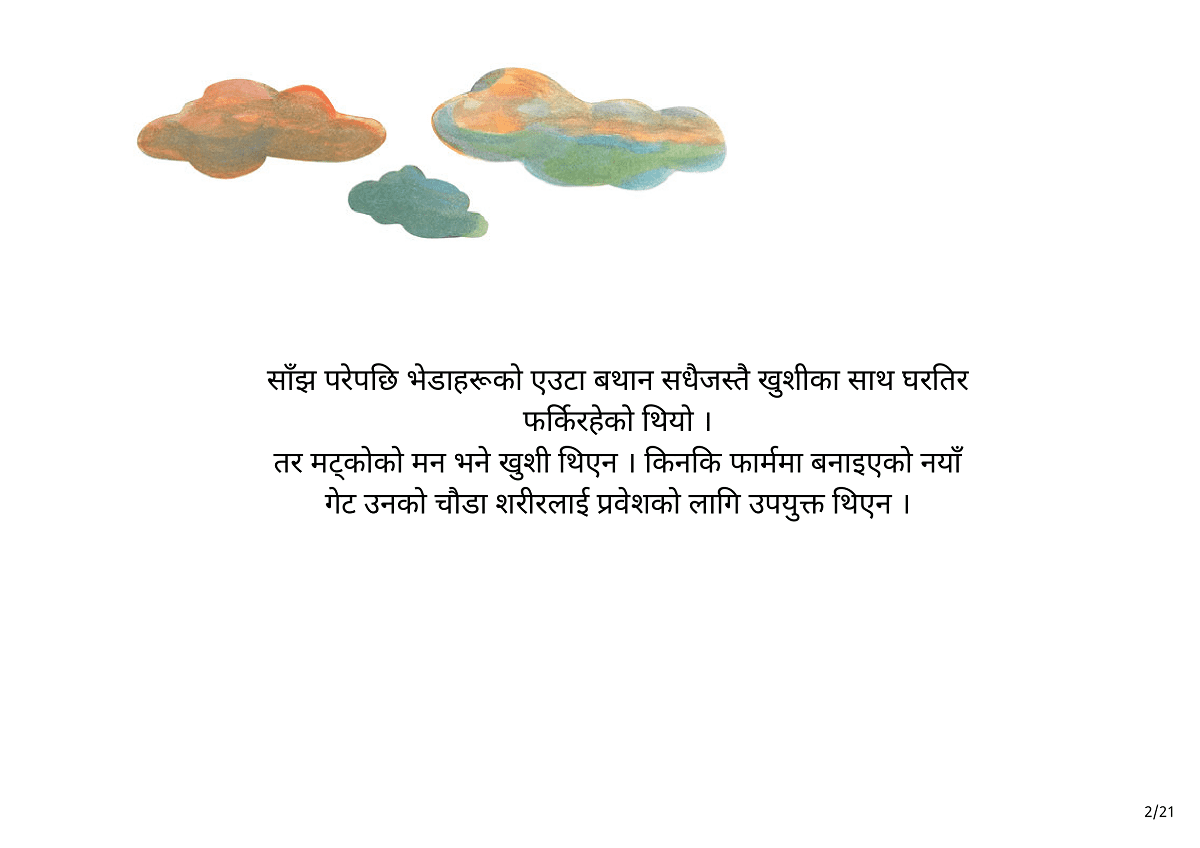 साँझ परेपछि भेडाहरूको एउटा बथान सधैजस्तै खुशीका साथ घरतिर
फर्किरहेको थियो ।
तर मट्कोको मन भने खुशी थिएन । किनकि फार्ममा बनाइएको नयाँ
गेट उनको चौडा शरीरलाई प्रवेशको लागि उपयुक्त थिएन ।
2/21